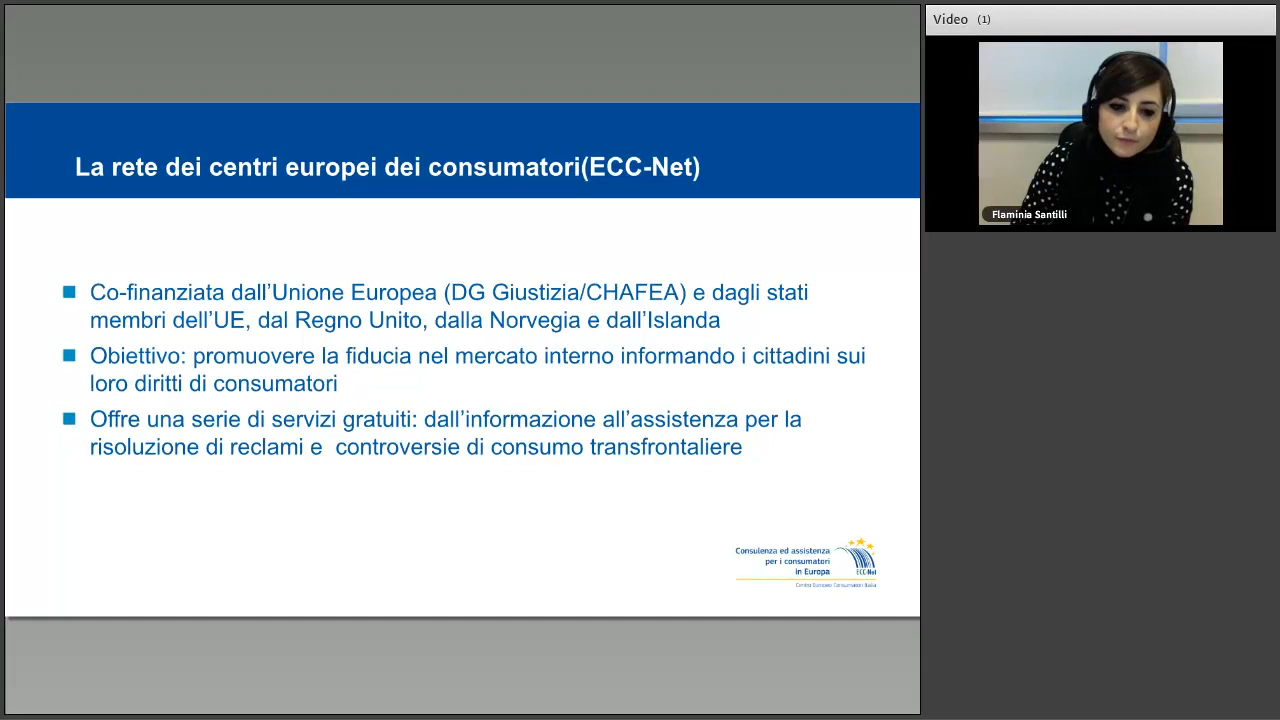 La rete dei centri europei dei consumatori(ECC-Net)
Co-finanziata dall’Unione Europea (DG Giustizia/CHAFEA) e dagli stati
membri dell’UE, dal Regno Unito, dalla Norvegia e dall’Islanda
Obiettivo: promuovere la fiducia nel mercato interno informando i cittadini sui
loro diritti di consumatori
Offre una serie di servizi gratuiti: dall’informazione all’assistenza per la
risoluzione di reclami e  controversie di consumo transfrontaliere
Consulenza ed assistenza
per i consumatori
in Europa
ECC-Net
Centro Europeo Consumatori Italia
Video (1)
Flaminia Santilli